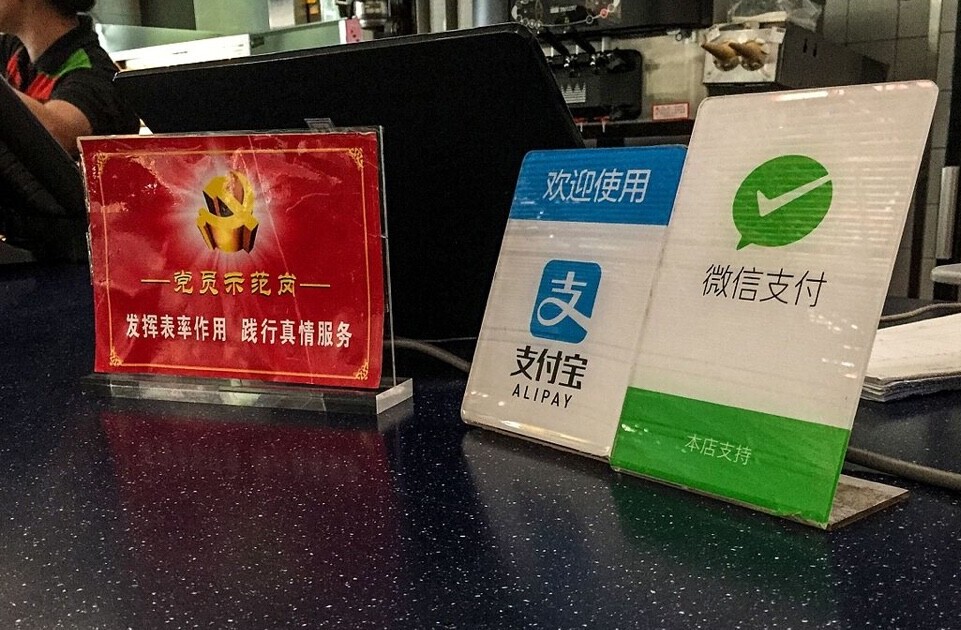 党员示范岗
发挥表率作用 践行真情服务
欢迎使用
支
支付宝
ALIPAY
微信支付
本店支持